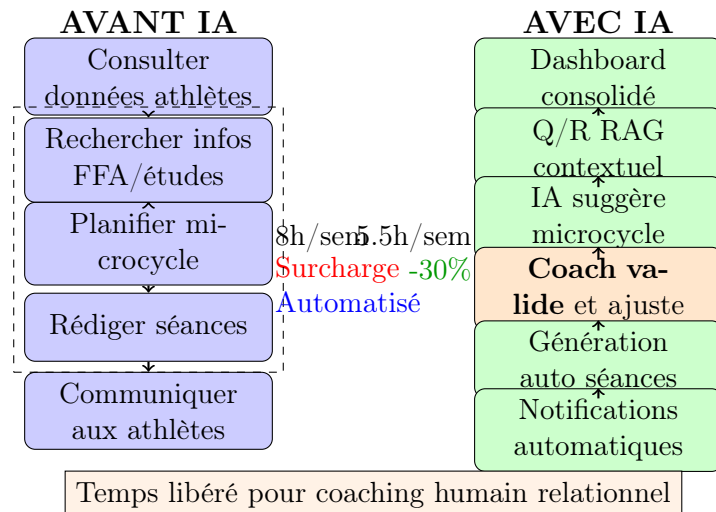 AVANT IA
Consulter
données athlètes
Rechercher infos
FFA/études
Planifier mi-
crocycle
Rédiger séances
Communiquer
aux athlètes
8h/sem
Surcharge
Automatisé
5.5h/sem
-30%
AVEC IA
Dashboard
consolidé
Q/R RAG
contextuel
IA suggère
microcycle
Coach va-
lide et ajuste
Génération
auto séances
Notifications
automatiques
Temps libéré pour coaching humain relationnel